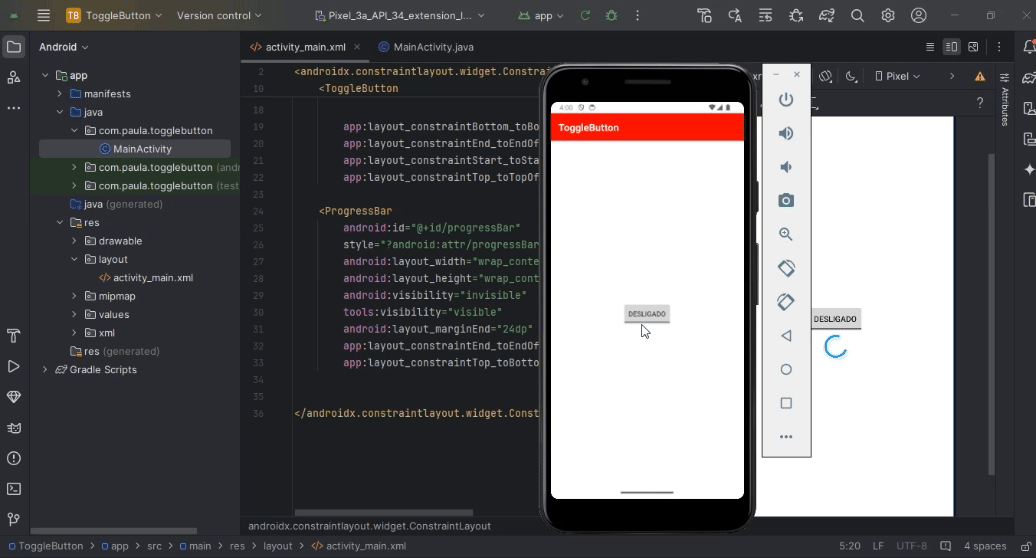 TB ToggleButton Version control Pixel_3a_API_34_extension_l... app
Android
activity_main.xml
MainActivity.java
app
manifests
java
com.paula.togglebutton
MainActivity
com.paula.togglebutton (andr
com.paula.togglebutton (test
java (generated)
res
drawable
layout
activity_main.xml
mipmap
values
xml
res (generated)
Gradle Scripts
2 <androidx.constraintlayout.widget.Constra
10 <ToggleButton
18
19 app:layout_constraintBottom_toBo
20 app:layout_constraintEnd_toEndOf
21 app:layout_constraintStart_toSta
22 app:layout_constraintTop_toTopOf
23
24 <ProgressBar
25 android:id="@+id/progressBar"
26 style="?android:attr/progressBar
27 android:layout_width="wrap_conte
28 android:layout_height="wrap_cont
29 android:visibility="invisible"
30 tools:visibility="visible"
31 android:layout_marginEnd="24dp"
32 app:layout_constraintEnd_toEndOf
33 app:layout_constraintTop_toBotto
34
35
36 </androidx.constraintlayout.widget.Const
4:08
ToggleButton
DESLIGADO
Pixel
?
Attributes
DESLIGADO
androidx.constraintlayout.widget.ConstraintLayout
ToggleButton > app > src > main > res > layout > activity_main.xml 5:20 LF UTF-8 4 spaces